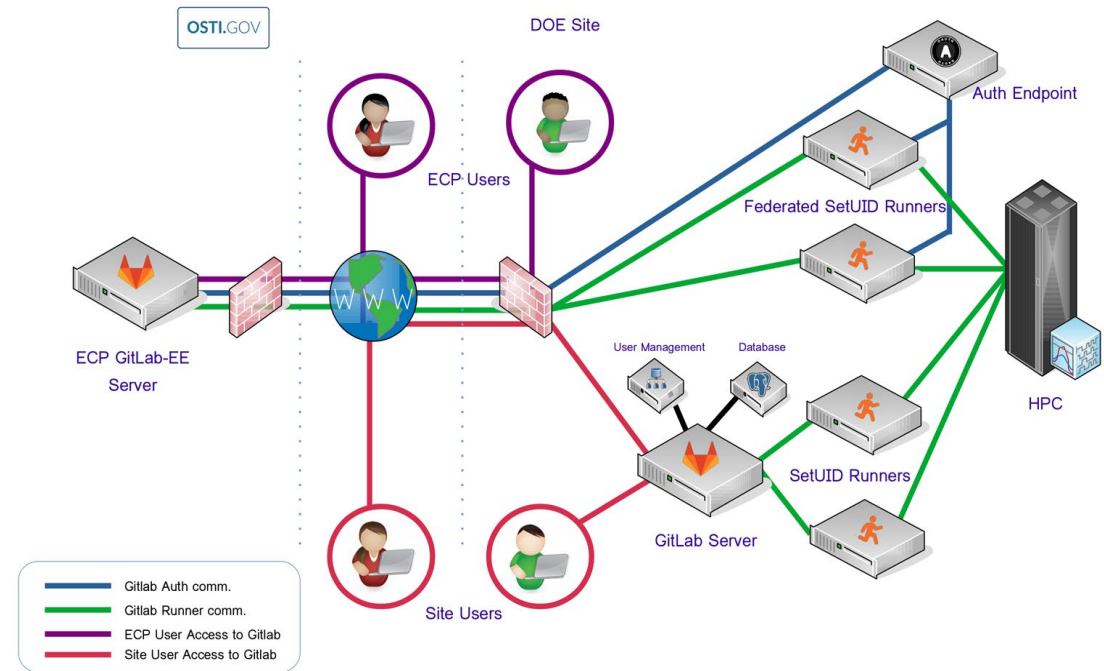 OSTI.GOV
DOE Site
Auth Endpoint
ECP Users
Federated SetUID Runners
W W W
ECP GitLab-EE
Server
User Management
Database
HPC
SetUID Runners
GitLab Server
Site Users
Gitlab Auth comm.
Gitlab Runner comm.
ECP User Access to Gitlab
Site User Access to Gitlab